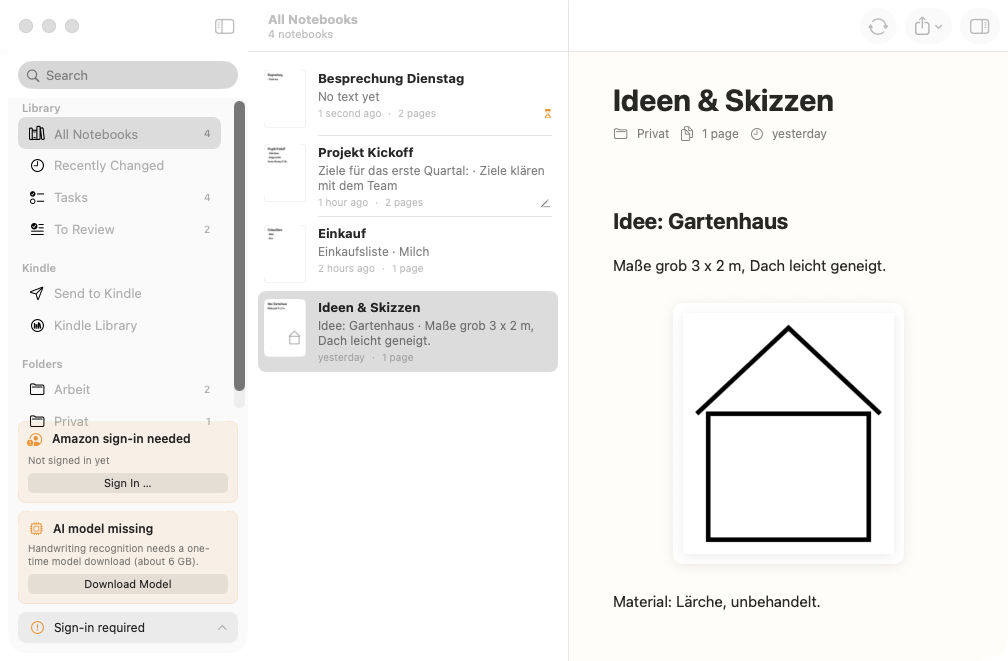 Search
Library
All Notebooks 4
Recently Changed
Tasks 4
To Review 2
Kindle
Send to Kindle
Kindle Library
Folders
Arbeit 2
Privat 1
Amazon sign-in needed
Not signed in yet
Sign In ...
AI model missing
Handwriting recognition needs a one-
time model download (about 6 GB).
Download Model
Sign-in required
All Notebooks
4 notebooks
Besprechung Dienstag
No text yet
1 second ago · 2 pages
Projekt Kickoff
Ziele für das erste Quartal: · Ziele klären
mit dem Team
1 hour ago · 2 pages
Einkauf
Einkaufsliste · Milch
2 hours ago · 1 page
Ideen & Skizzen
Idee: Gartenhaus · Maße grob 3 x 2 m,
Dach leicht geneigt.
yesterday · 1 page
Ideen & Skizzen
Privat 1 page yesterday
Idee: Gartenhaus
Maße grob 3 x 2 m, Dach leicht geneigt.
Material: Lärche, unbehandelt.